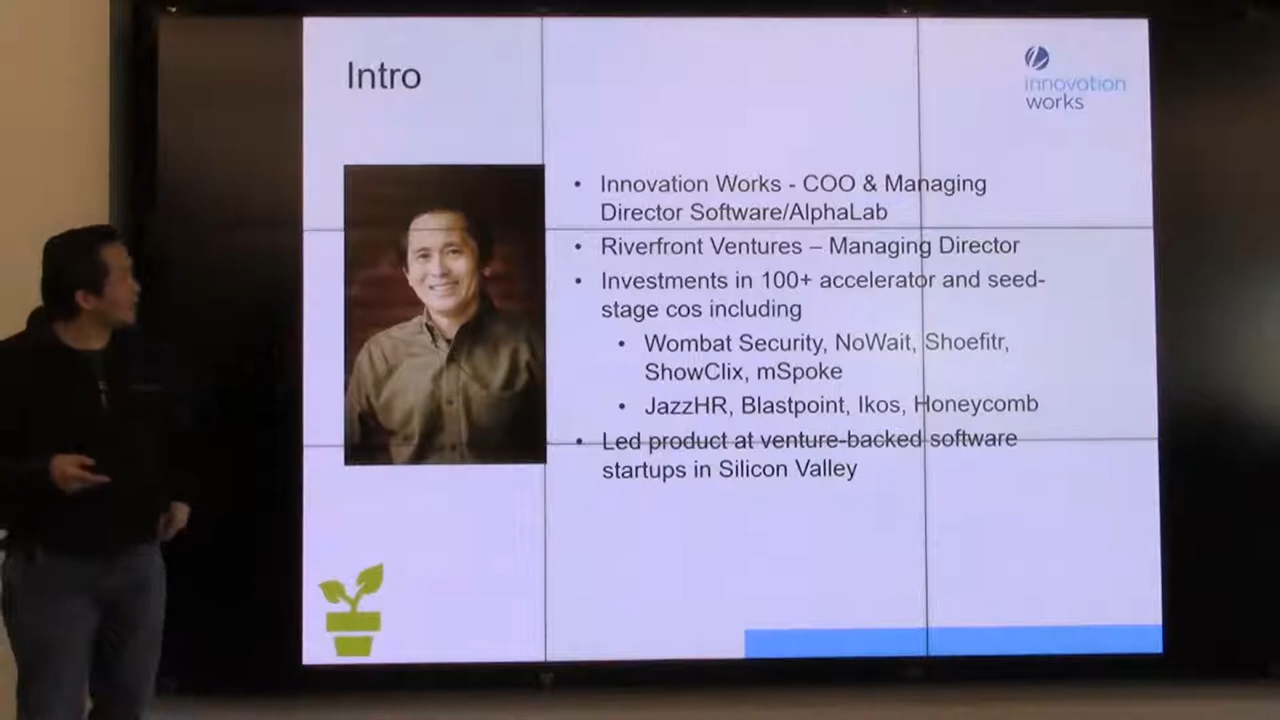 Intro
innovation
works
• Innovation Works - COO & Managing
Director Software/AlphaLab
• Riverfront Ventures – Managing Director
• Investments in 100+ accelerator and seed-
stage cos including
• Wombat Security, NoWait, Shoefitr,
ShowClix, mSpoke
• JazzHR, Blastpoint, Ikos, Honeycomb
• Led product at venture-backed software
startups in Silicon Valley